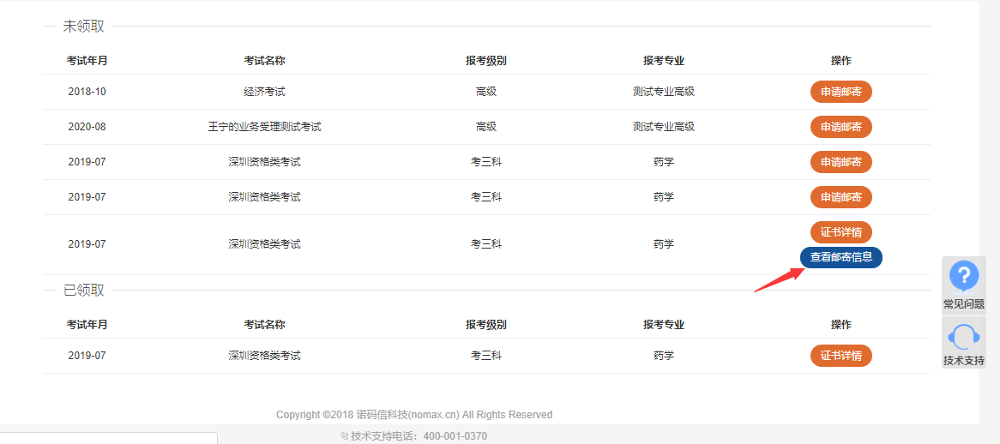 未领取
考试年月 考试名称 报考级别 报考专业 操作
2018-10 经济考试 高级 测试专业高级 申请邮寄
2020-08 王宁的业务受理测试考试 高级 测试专业高级 申请邮寄
2019-07 深圳资格类考试 考三科 药学 申请邮寄
2019-07 深圳资格类考试 考三科 药学 申请邮寄
2019-07 深圳资格类考试 考三科 药学 证书详情
查看邮寄信息
已领取
考试年月 考试名称 报考级别 报考专业 操作
2019-07 深圳资格类考试 考三科 药学 证书详情
常见问题
技术支持
Copyright ©2018 诺码信科技(nomax.cn) All Rights Reserved
技术支持电话：400-001-0370